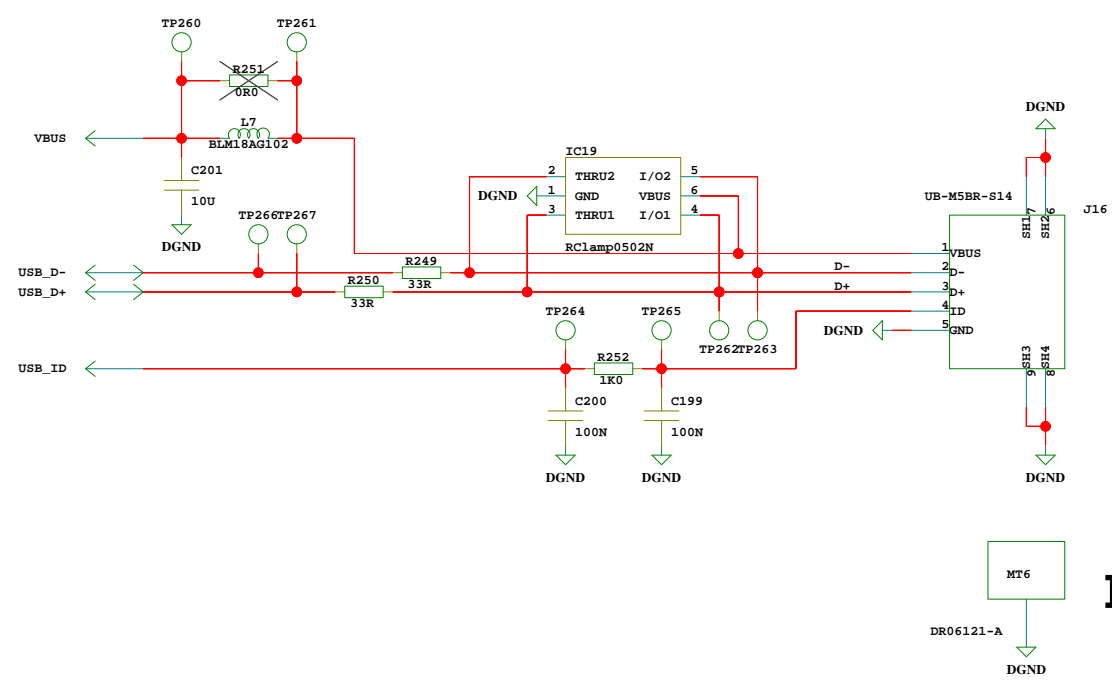 TP260 TP261
R251
0R0
L7
VBUS
BLM18AG102
C201
10U
DGND
TP266 TP267
IC19
2 THRU2 I/O2 5
DGND 1 GND VBUS 6
3 THRU1 I/O1 4
RClamp0502N
DGND
UB-M5BR-S14
J16
SH1 7
SH2 6
1 VBUS
USB_D- R249 D- 2 D-
33R
USB_D+ R250 D+ 3 D+
33R
4 ID
DGND 5 GND
TP264 TP265
TP262 TP263
USB_ID
R252
1K0
SH3 9
SH4 8
C200 C199
100N 100N
DGND DGND DGND
MT6
DR06121-A
DGND